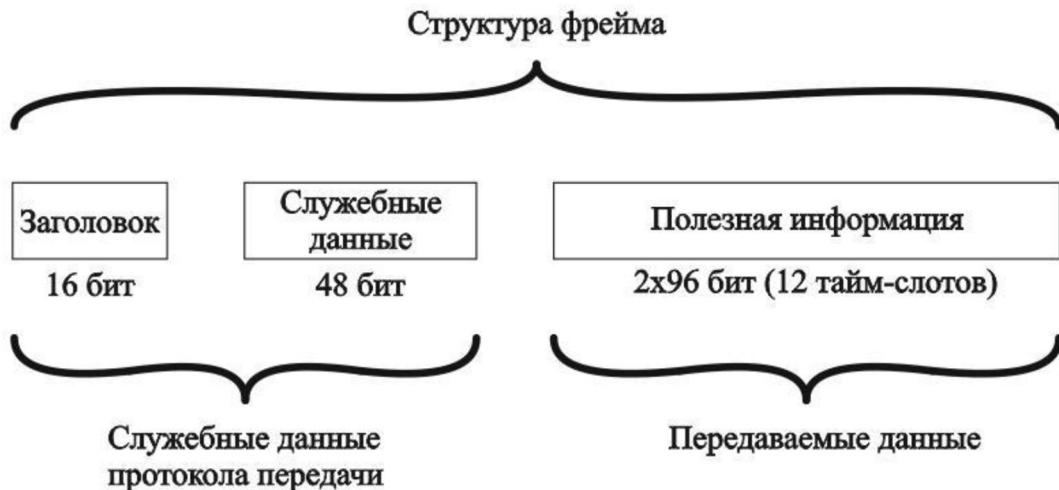 Структура фрейма
Заголовок
Служебные
данные
Полезная информация
16 бит
48 бит
2х96 бит (12 тайм-слотов)
Служебные данные
протокола передачи
Передаваемые данные